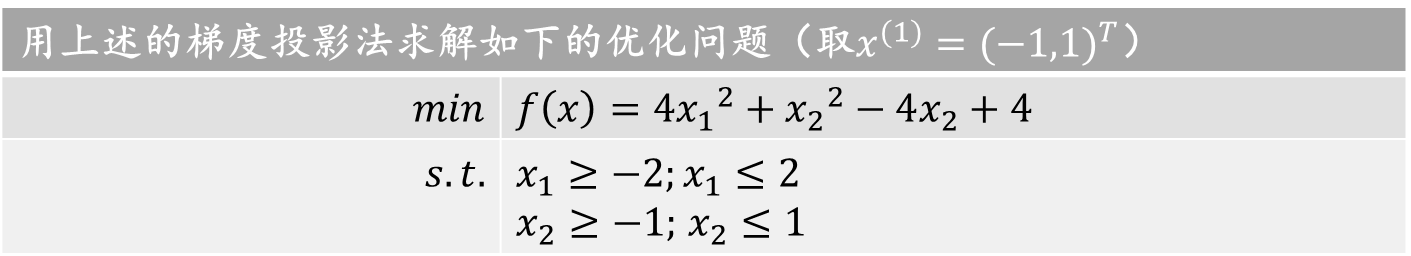 用上述的梯度投影法求解如下的优化问题（取𝑥⁽¹⁾ = (−1,1)ᵀ）
min f(x) = 4x₁² + x₂² − 4x₂ + 4
s.t. x₁ ≥ −2; x₁ ≤ 2
x₂ ≥ −1; x₂ ≤ 1